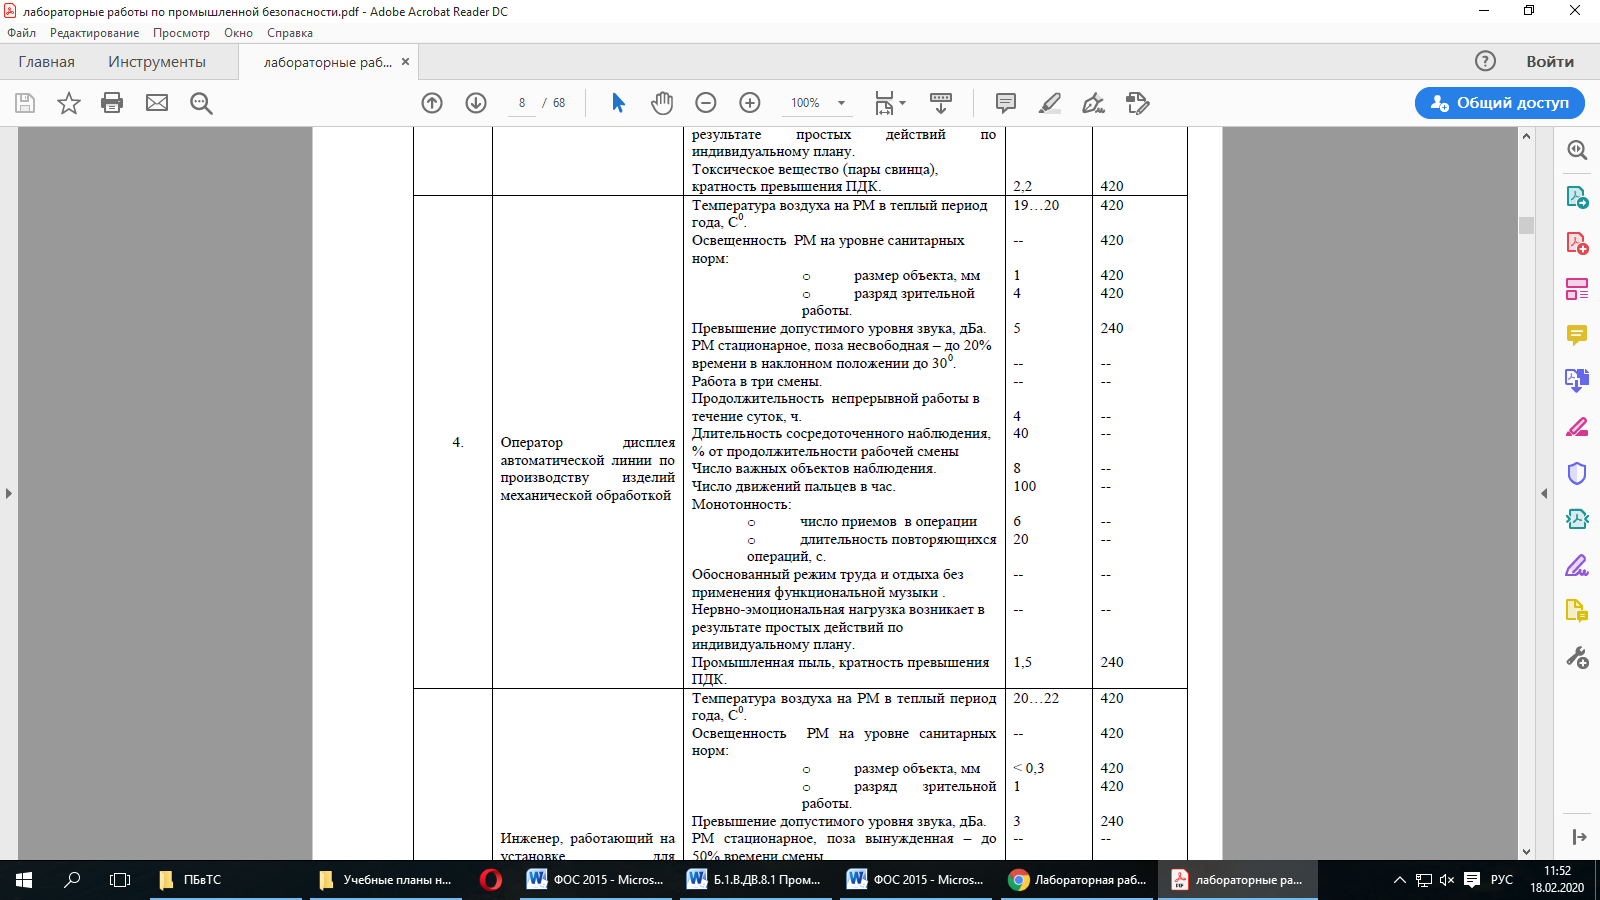 лабораторные работы по промышленной безопасности.pdf - Adobe Acrobat Reader DC
Файл Редактирование Просмотр Окно Справка
Главная Инструменты лабораторные раб... × Войти
8 / 68 100% Общий доступ
результате простых действий по
индивидуальному плану.
Токсическое вещество (пары свинца),
кратность превышения ПДК. 2,2 420
Температура воздуха на РМ в теплый период 19…20 420
года, С⁰.
Освещенность РМ на уровне санитарных -- 420
норм:
o размер объекта, мм 1 420
o разряд зрительной 4 420
работы.
Превышение допустимого уровня звука, дБа. 5 240
РМ стационарное, поза несвободная – до 20%
времени в наклонном положении до 30⁰. -- --
Работа в три смены. -- --
Продолжительность непрерывной работы в
течение суток, ч. 4 --
Длительность сосредоточенного наблюдения, 40 --
4. Оператор дисплея
% от продолжительности рабочей смены
автоматической линии по
Число важных объектов наблюдения. 8 --
производству изделий
Число движений пальцев в час. 100 --
механической обработкой
Монотонность:
o число приемов в операции 6 --
o длительность повторяющихся 20 --
операций, с.
Обоснованный режим труда и отдыха без -- --
применения функциональной музыки .
Нервно-эмоциональная нагрузка возникает в -- --
результате простых действий по
индивидуальному плану.
Промышленная пыль, кратность превышения 1,5 240
ПДК.
Температура воздуха на РМ в теплый период 20…22 420
года, С⁰.
Освещенность РМ на уровне санитарных -- 420
норм:
o размер объекта, мм < 0,3 420
o разряд зрительной 1 420
работы.
Превышение допустимого уровня звука, дБа. 3 240
Инженер, работающий на РМ стационарное, поза вынужденная – до -- --
установке для 50% времени смены
ПБвТС Учебные планы н... ФОС 2015 - Micros... Б.1.В.ДВ.8.1 Пром... ФОС 2015 - Micros... Лабораторная раб... лабораторные ра... РУС 11:52
18.02.2020